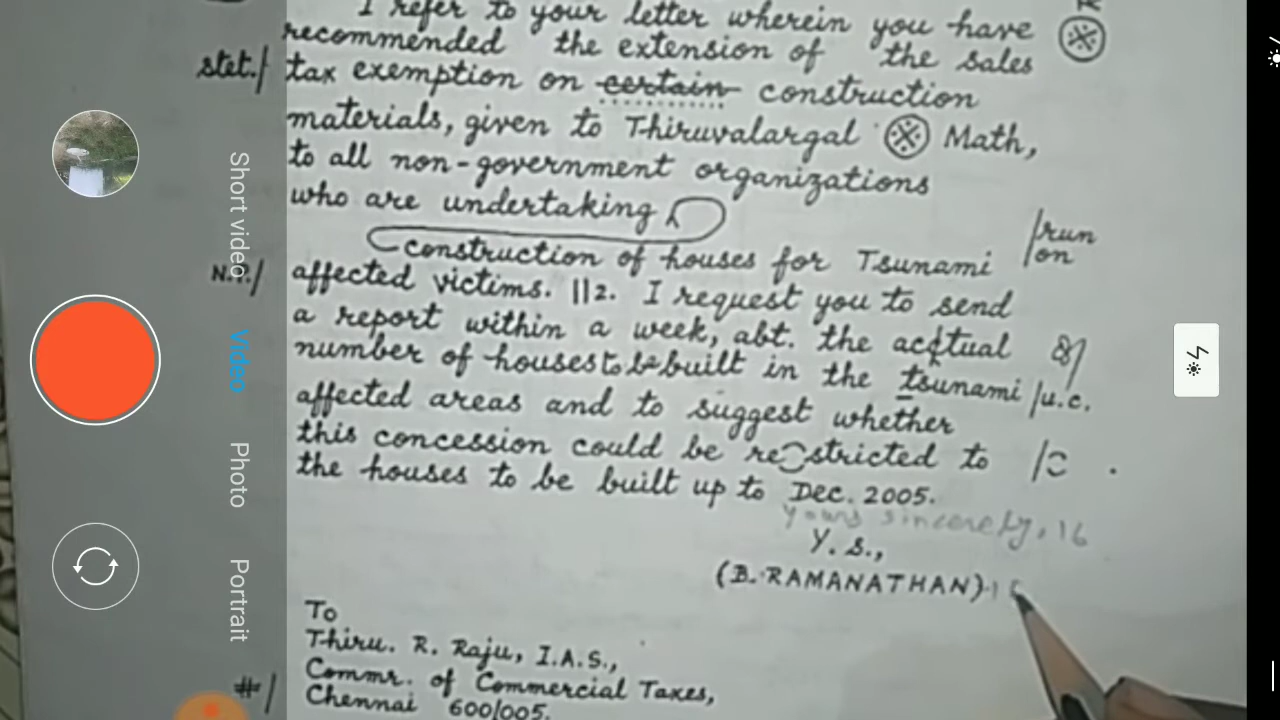 I refer to your letter wherein you have
recommended the extension of the sales
stet./ tax exemption on certain construction
materials, given to Thiruvalargal Math,
to all non-government organizations
who are undertaking
/run on
construction of houses for Tsunami
N.P./ affected victims. ||2. I request you to send
a report within a week, abt. the acctual
number of houses to be built in the tsunami /u.c.
affected areas and to suggest whether
this concession could be re stricted to
the houses to be built up to Dec. 2005.
Yours sincerely, 16
Y. S.,
(B. RAMANATHAN)
To
Thiru. R. Raju, I.A.S.,
Commr. of Commercial Taxes,
#/ Chennai 600/005.
Short video
Video
Photo
Portrait